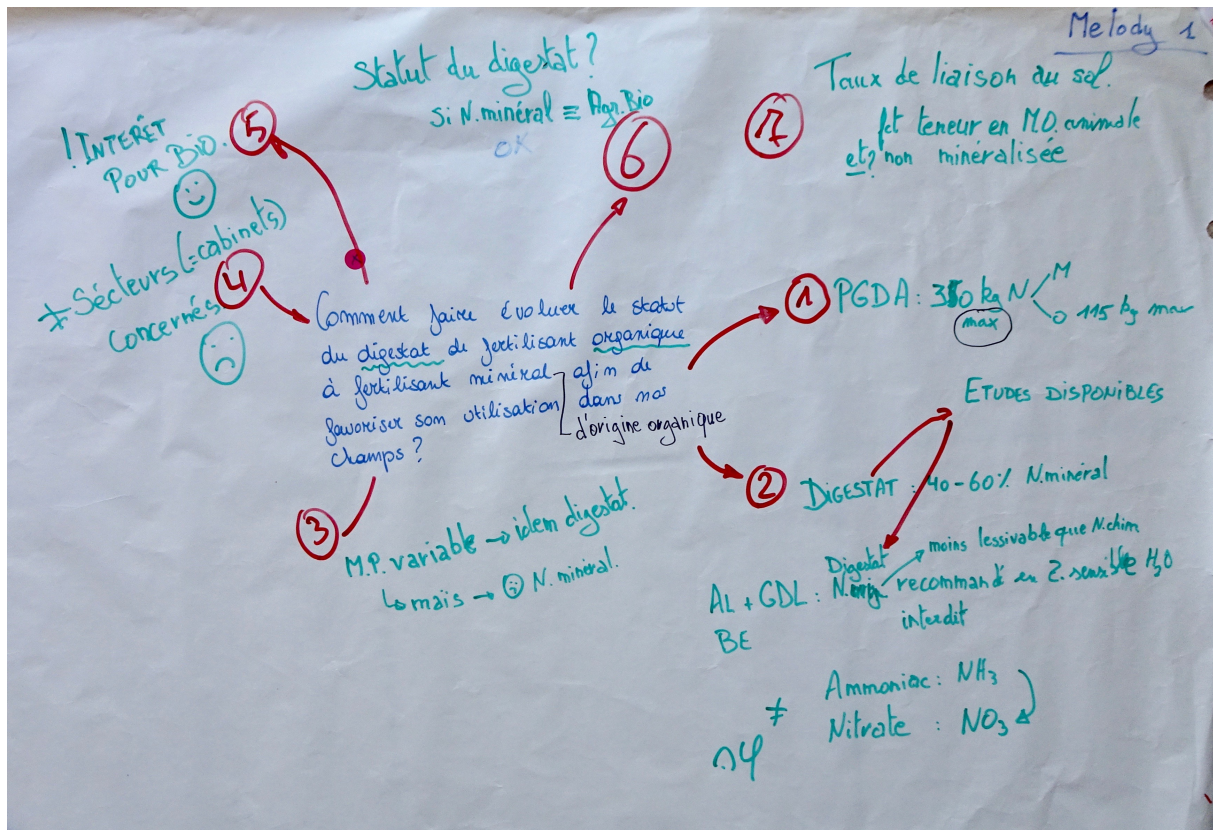 Melody 1
Statut du digestat ?
si N.minéral ≡ Agr. Bio
OK
6
7
Taux de liaison au sol.
fct teneur en M.O. animale
et? non minéralisée
! INTERÊT
POUR BIO.
5
≠ Sécteurs (=cabinets)
concernés
4
Comment faire évoluer le statut
du digestat de fertilisant organique
à fertilisant minéral afin de
favoriser son utilisation dans nos
champs ?
d'origine organique
1
PGDA : 350 kg N
max
M
O 115 kg max
ETUDES DISPONIBLES
2
DIGESTAT : 40-60% N.minéral
Digestat
moins lessivable que N.chim
AL + GDL : recommandé en Z. sensible H2O
BE
interdit
3
M.P. variable → idem digestat.
↳ mais → N. minéral.
≠
Ammoniac : NH3
Nitrate : NO3